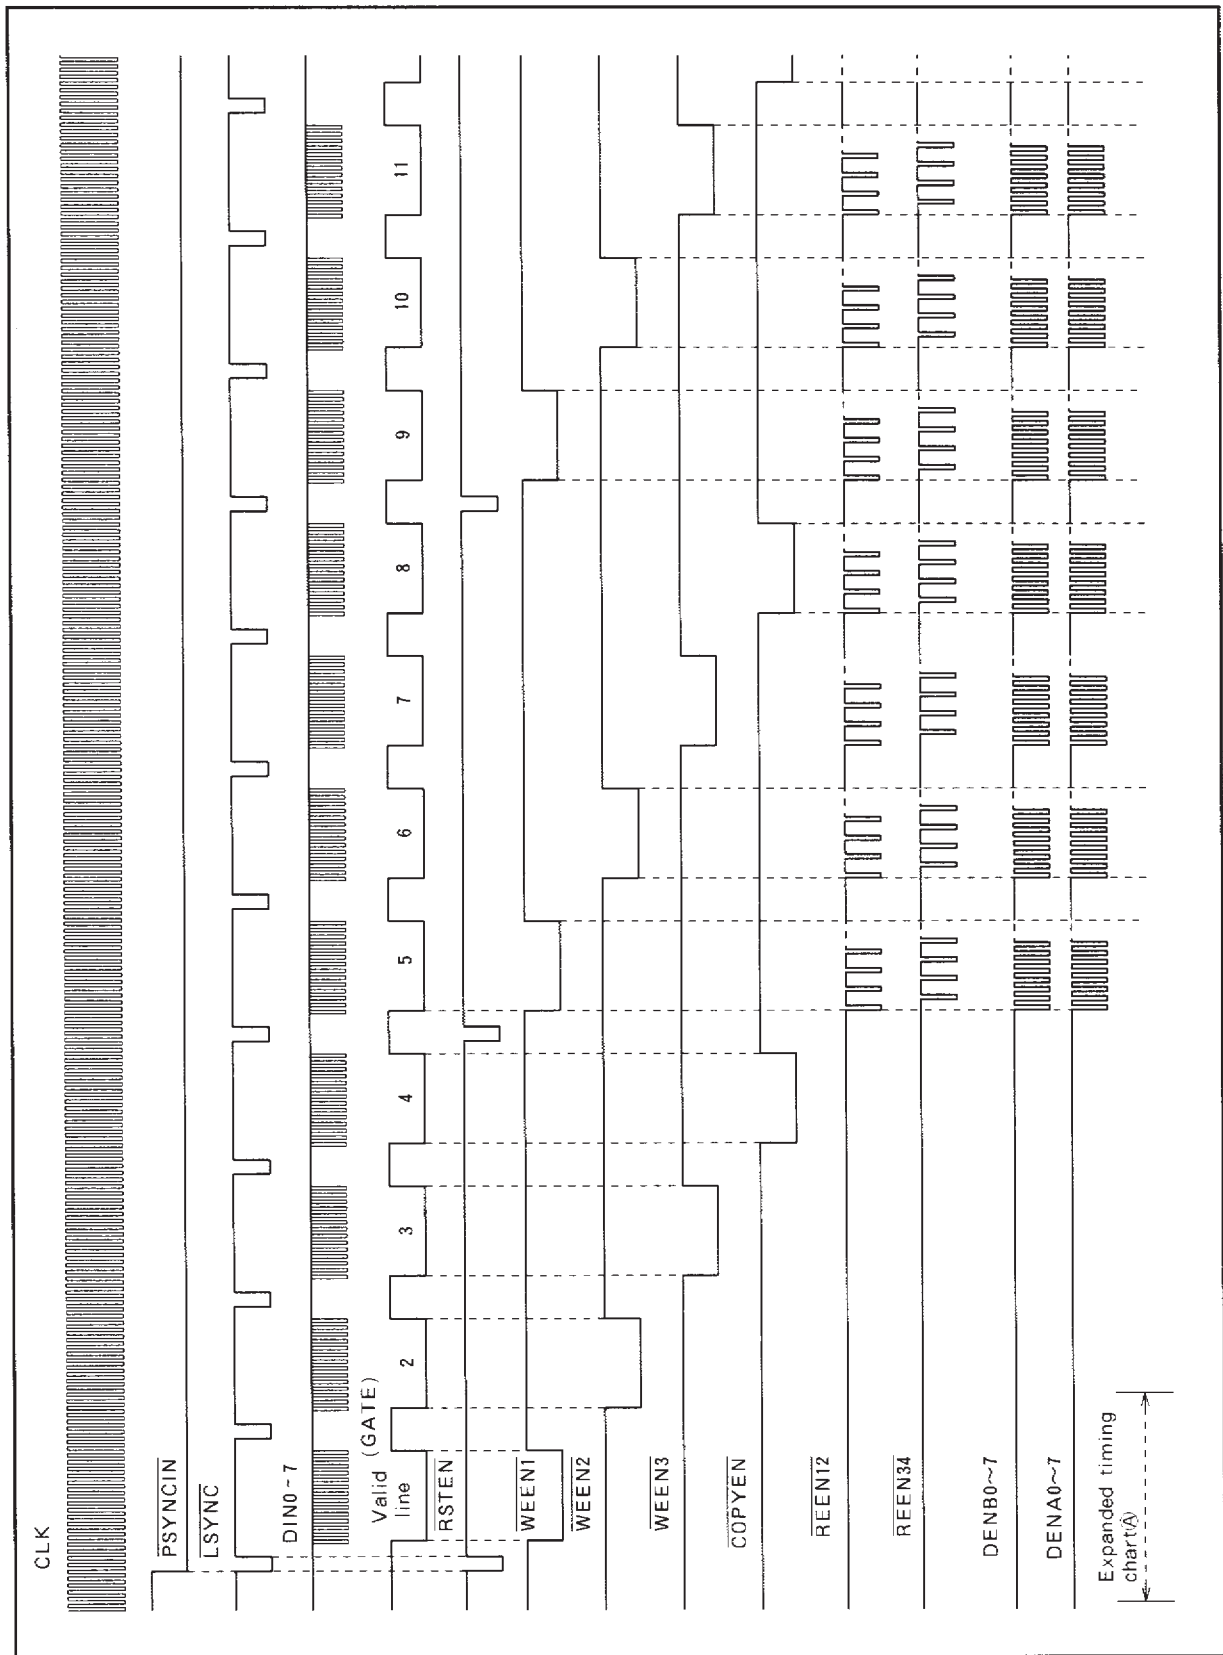 CLK
PSYNCIN
LSYNC
DIN0~7
Valid
line
(GATE)
2
3
4
5
6
7
8
9
10
11
RSTEN
WEEN1
WEEN2
WEEN3
COPYEN
REEN12
REEN34
DENB0~7
DENA0~7
Expanded timing
chart(A)